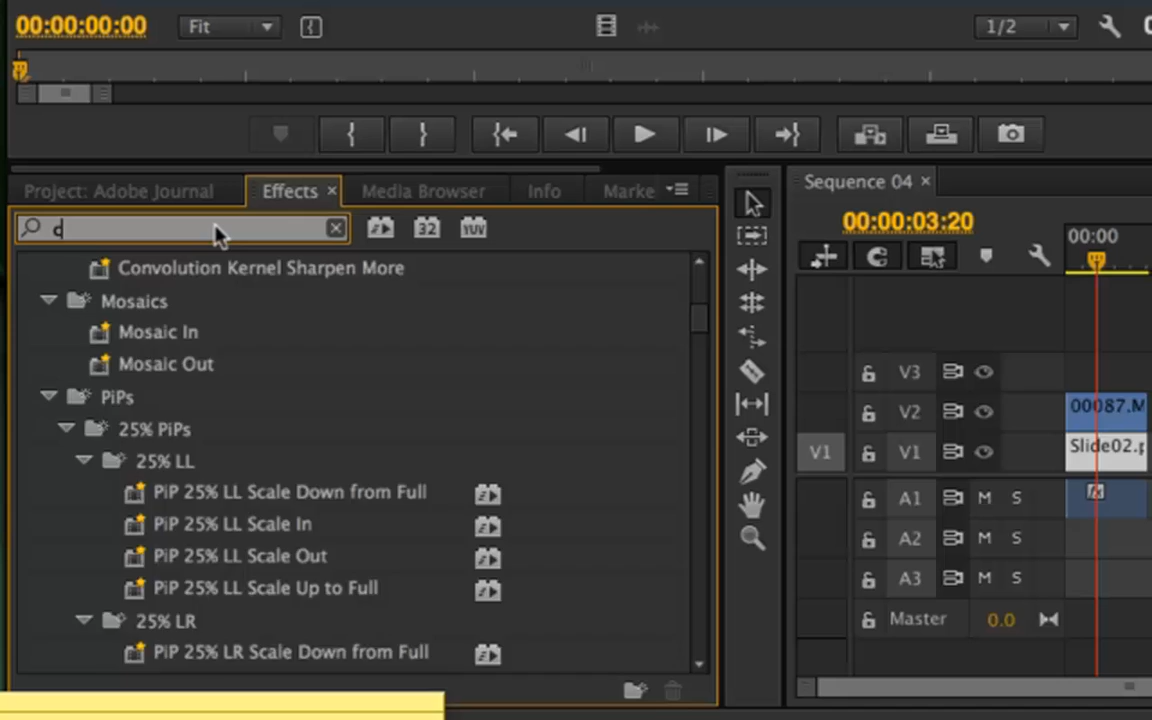 00:00:00:00 Fit 1/2
Project: Adobe Journal Effects × Media Browser Info Marke
Sequence 04 ×
c 32 YUV
00:00:03:20 00:00
Convolution Kernel Sharpen More
Mosaics
Mosaic In
Mosaic Out
PiPs
25% PiPs
25% LL
PiP 25% LL Scale Down from Full
PiP 25% LL Scale In
PiP 25% LL Scale Out
PiP 25% LL Scale Up to Full
25% LR
PiP 25% LR Scale Down from Full
V3
V2 00087.M
V1 V1 Slide02.p
A1 M S
A2 M S
A3 M S
Master 0.0